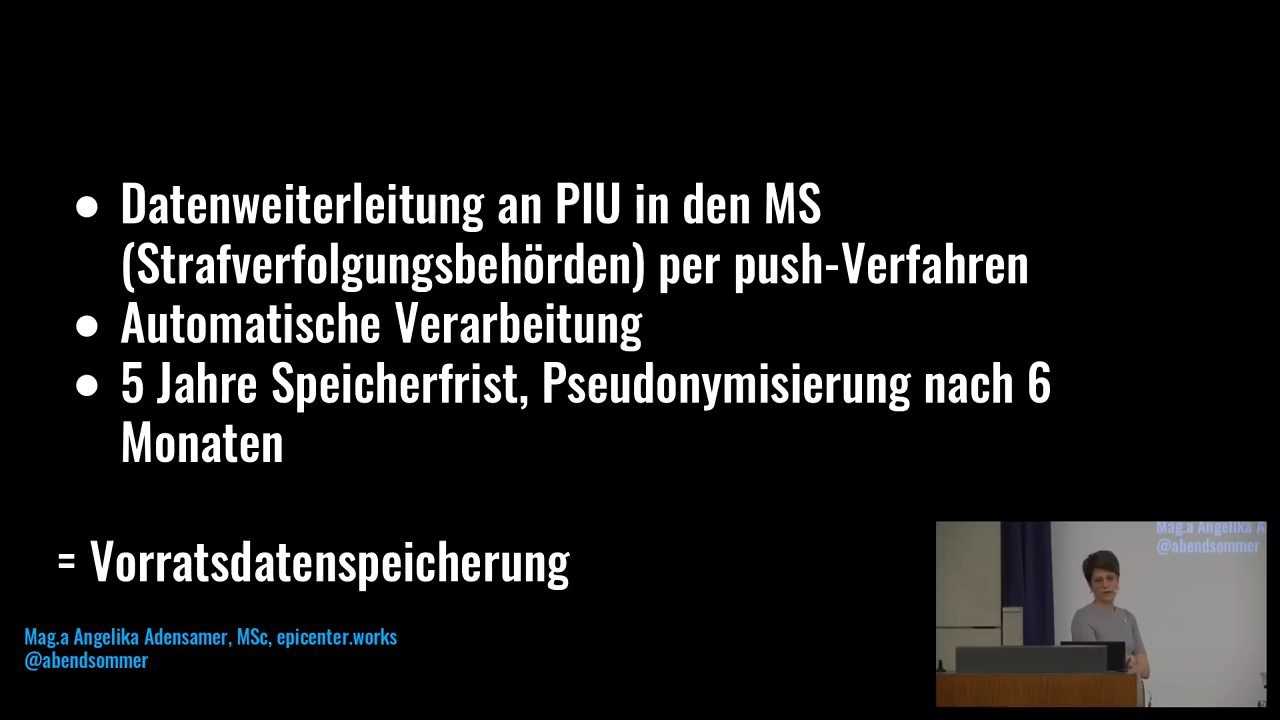 ● Datenweiterleitung an PIU in den MS
(Strafverfolgungsbehörden) per push-Verfahren
● Automatische Verarbeitung
● 5 Jahre Speicherfrist, Pseudonymisierung nach 6
Monaten
= Vorratsdatenspeicherung
Mag.a Angelika Adensamer, MSc, epicenter.works
@abendsommer
Mag.a Angelika A
@abendsommer